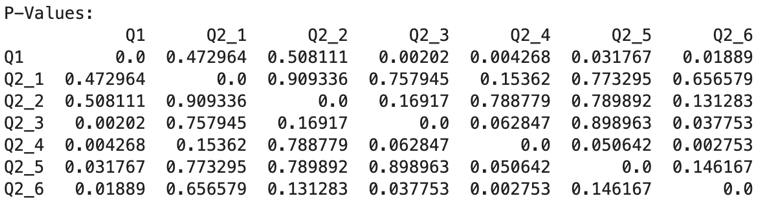 P-Values:
Q1 Q2_1 Q2_2 Q2_3 Q2_4 Q2_5 Q2_6
Q1 0.0 0.472964 0.508111 0.00202 0.004268 0.031767 0.01889
Q2_1 0.472964 0.0 0.909336 0.757945 0.15362 0.773295 0.656579
Q2_2 0.508111 0.909336 0.0 0.16917 0.788779 0.789892 0.131283
Q2_3 0.00202 0.757945 0.16917 0.0 0.062847 0.898963 0.037753
Q2_4 0.004268 0.15362 0.788779 0.062847 0.0 0.050642 0.002753
Q2_5 0.031767 0.773295 0.789892 0.898963 0.050642 0.0 0.146167
Q2_6 0.01889 0.656579 0.131283 0.037753 0.002753 0.146167 0.0